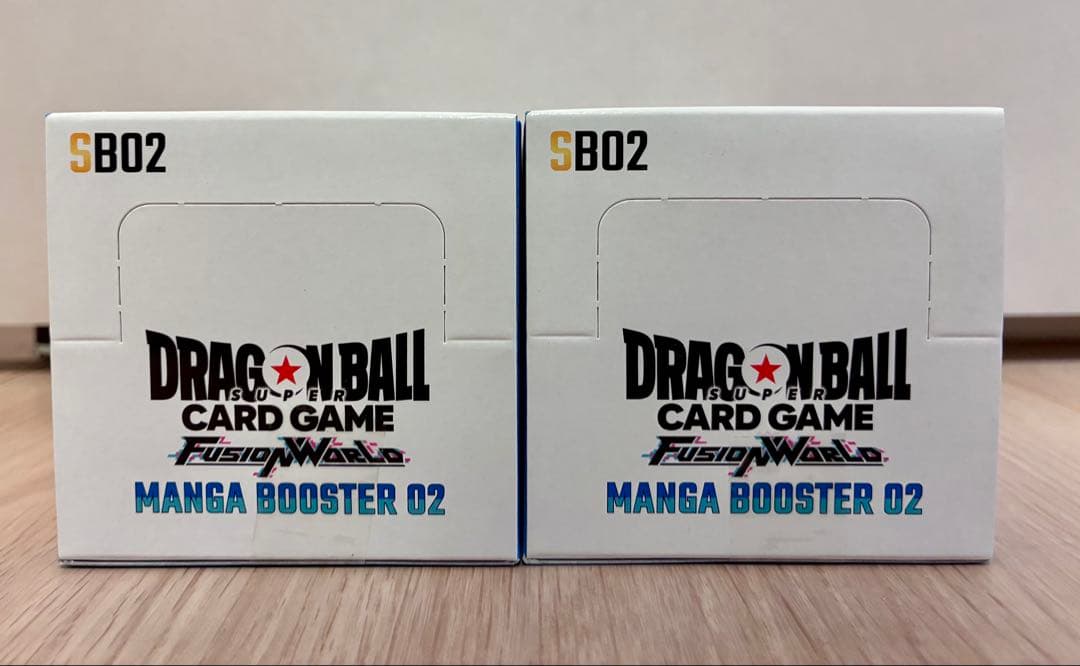 SB02
DRAGON BALL
SUPER
CARD GAME
FUSION WORLD
MANGA BOOSTER 02
SB02
DRAGON BALL
SUPER
CARD GAME
FUSION WORLD
MANGA BOOSTER 02